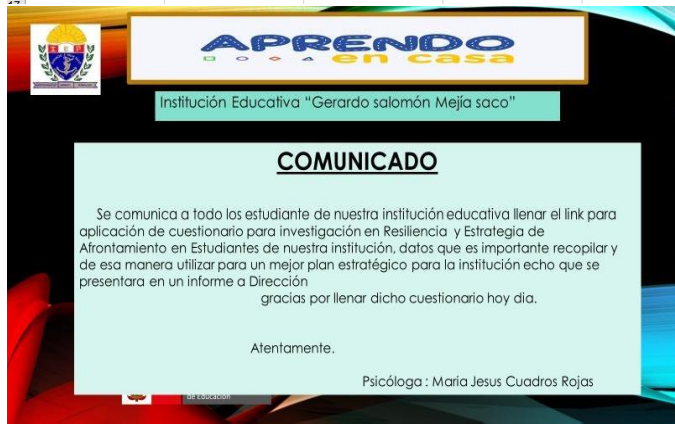 APRENDO
en casa
Institución Educativa “Gerardo salomón Mejía saco”
COMUNICADO
Se comunica a todo los estudiante de nuestra institución educativa llenar el link para
aplicación de cuestionario para investigación en Resiliencia y Estrategia de
Afrontamiento en Estudiantes de nuestra institución, datos que es importante recopilar y
de esa manera utilizar para un mejor plan estratégico para la institución echo que se
presentara en un informe a Dirección
gracias por llenar dicho cuestionario hoy dia.
Atentamente.
Psicóloga : Maria Jesus Cuadros Rojas
de Educación